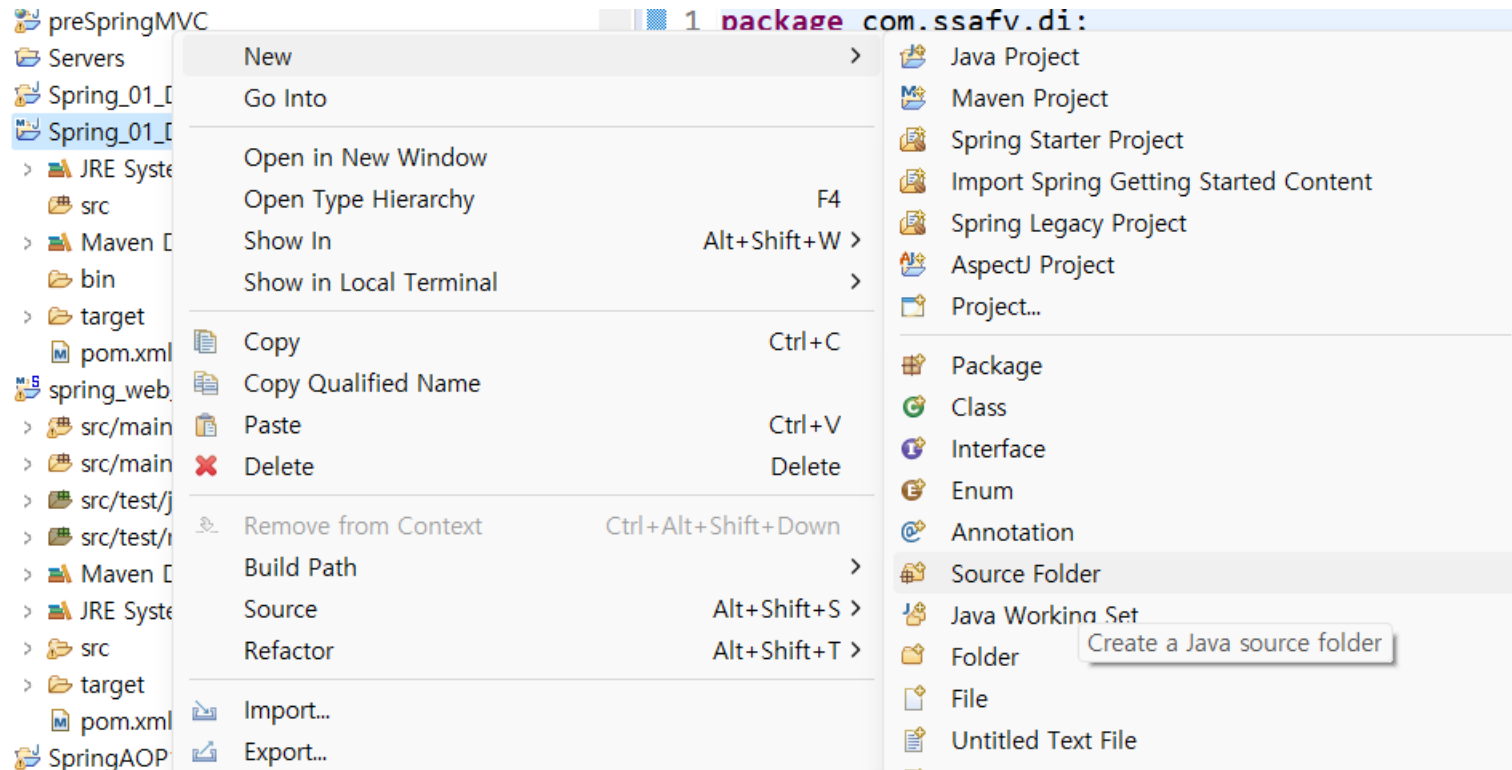 preSpringMVC
Servers
Spring_01_D
Spring_01_D
JRE Syste
src
Maven D
bin
target
pom.xml
spring_web_
src/main
src/main
src/test/j
src/test/r
Maven D
JRE Syste
src
target
pom.xml
SpringAOP
1 package com.ssafy.di;
New
Go Into
Open in New Window
Open Type Hierarchy F4
Show In Alt+Shift+W
Show in Local Terminal
Copy Ctrl+C
Copy Qualified Name
Paste Ctrl+V
Delete Delete
Remove from Context Ctrl+Alt+Shift+Down
Build Path
Source Alt+Shift+S
Refactor Alt+Shift+T
Import...
Export...
Java Project
Maven Project
Spring Starter Project
Import Spring Getting Started Content
Spring Legacy Project
AspectJ Project
Project...
Package
Class
Interface
Enum
Annotation
Source Folder
Java Working Set
Create a Java source folder
Folder
File
Untitled Text File